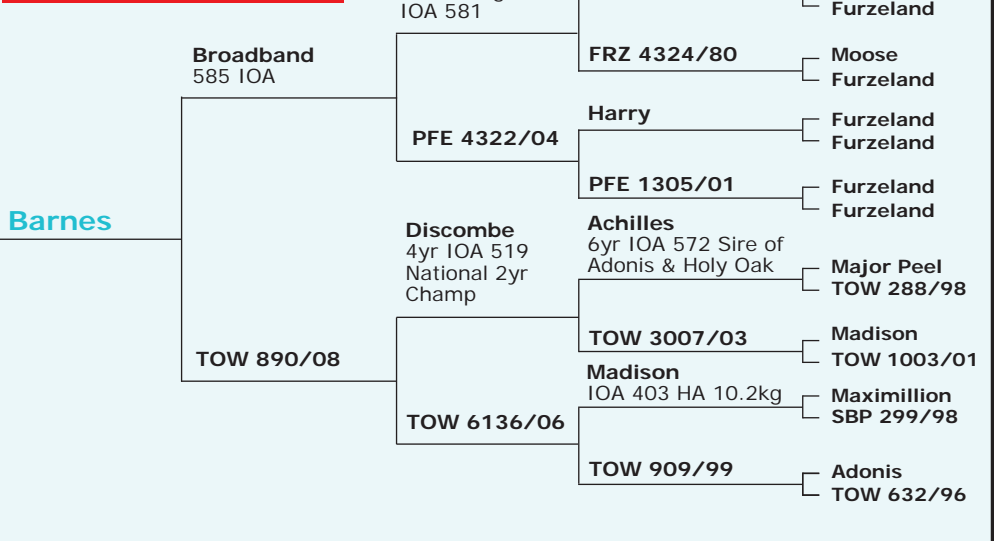 IOA 581
Furzeland
Broadband
585 IOA
FRZ 4324/80
Moose
Furzeland
PFE 4322/04
Harry
Furzeland
Furzeland
PFE 1305/01
Furzeland
Furzeland
Barnes
Discombe
4yr IOA 519
National 2yr
Champ
Achilles
6yr IOA 572 Sire of
Adonis & Holy Oak
Major Peel
TOW 288/98
TOW 3007/03
Madison
TOW 1003/01
TOW 890/08
Madison
IOA 403 HA 10.2kg
Maximillion
SBP 299/98
TOW 6136/06
TOW 909/99
Adonis
TOW 632/96